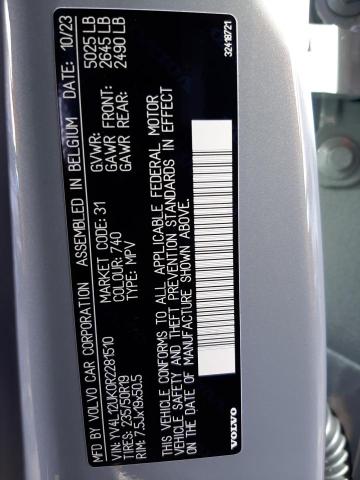 MFD BY: VOLVO CAR CORPORATION ASSEMBLED IN BELGIUM DATE: 10/23
VIN: YV4L12UK0R2281510 MARKET CODE: 31 GVWR: 5025 LB
TIRES: 235/50R19 COLOUR: 740 GAWR FRONT: 2645 LB
RIM: 7.5Jx19x50.5 TYPE: MPV GAWR REAR: 2490 LB
THIS VEHICLE CONFORMS TO ALL APPLICABLE FEDERAL MOTOR
VEHICLE SAFETY AND THEFT PREVENTION STANDARDS IN EFFECT
ON THE DATE OF MANUFACTURE SHOWN ABOVE.
VOLVO 32418721